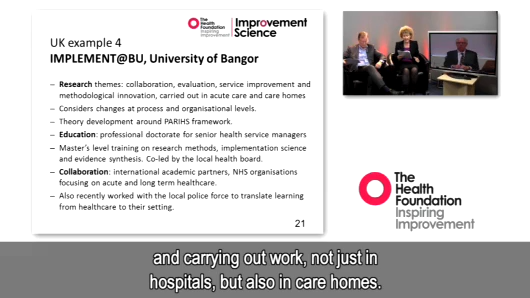 The
Health
Foundation
Inspiring
Improvement
Improvement
Science
UK example 4
IMPLEMENT@BU, University of Bangor
– Research themes: collaboration, evaluation, service improvement and
methodological innovation, carried out in acute care and care homes
– Considers changes at process and organisational levels.
– Theory development around PARIHS framework.
– Education: professional doctorate for senior health service managers
– Master's level training on research methods, implementation science
and evidence synthesis. Co-led by the local health board.
– Collaboration: international academic partners, NHS organisations
focusing on acute and long term healthcare.
– Also recently worked with the local police force to translate learning
from healthcare to their setting.
21
The
Health
Foundation
Inspiring
Improvement
and carrying out work, not just in
hospitals, but also in care homes.